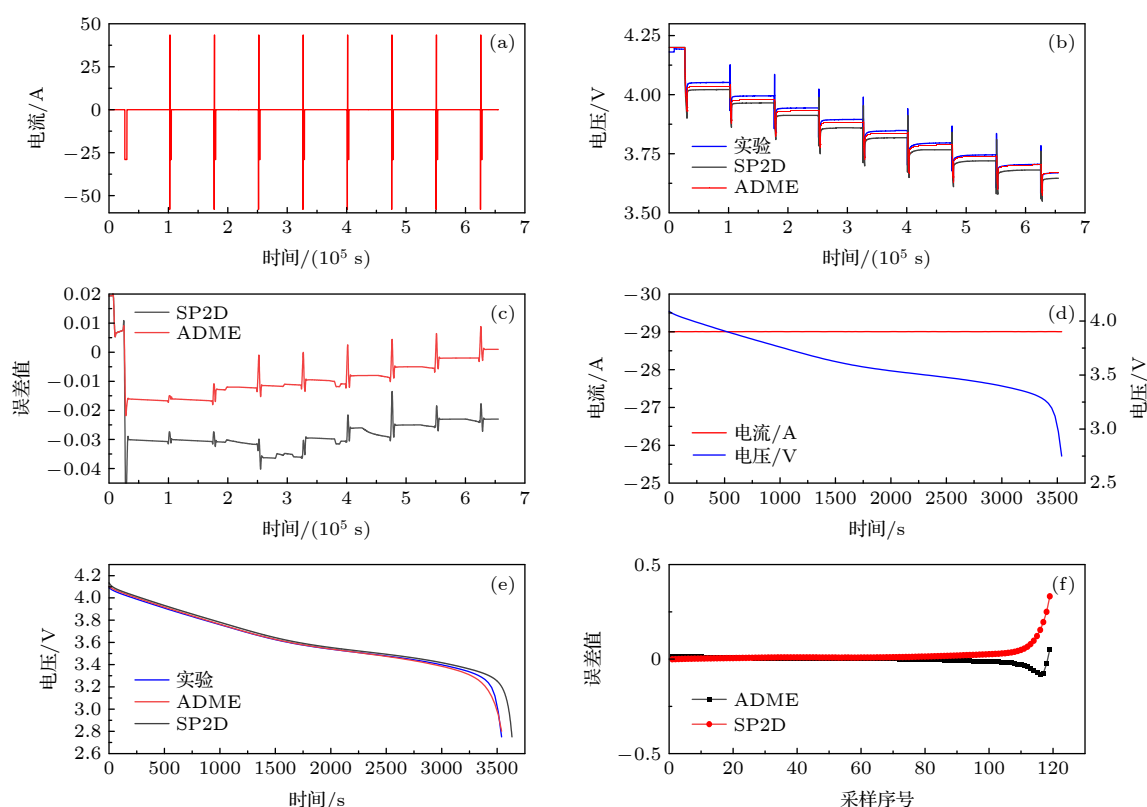 (a)
电流/A
50
25
0
−25
−50
0 1 2 3 4 5 6 7
时间/(10⁵ s)
(b)
电压/V
4.25
4.00
3.75
3.50
实验
SP2D
ADME
0 1 2 3 4 5 6 7
时间/(10⁵ s)
(c)
误差值
0.02
0.01
0
−0.01
−0.02
−0.03
−0.04
SP2D
ADME
0 1 2 3 4 5 6 7
时间/(10⁵ s)
(d)
电流/A
−30
−29
−28
−27
−26
−25
电流/A
电压/V
4.0
3.5
3.0
2.5
电压/V
0 500 1000 1500 2000 2500 3000 3500
时间/s
(e)
电压/V
4.2
4.0
3.8
3.6
3.4
3.2
3.0
2.8
2.6
实验
ADME
SP2D
0 500 1000 1500 2000 2500 3000 3500
时间/s
(f)
误差值
0.5
0
−0.5
ADME
SP2D
0 20 40 60 80 100 120
采样序号